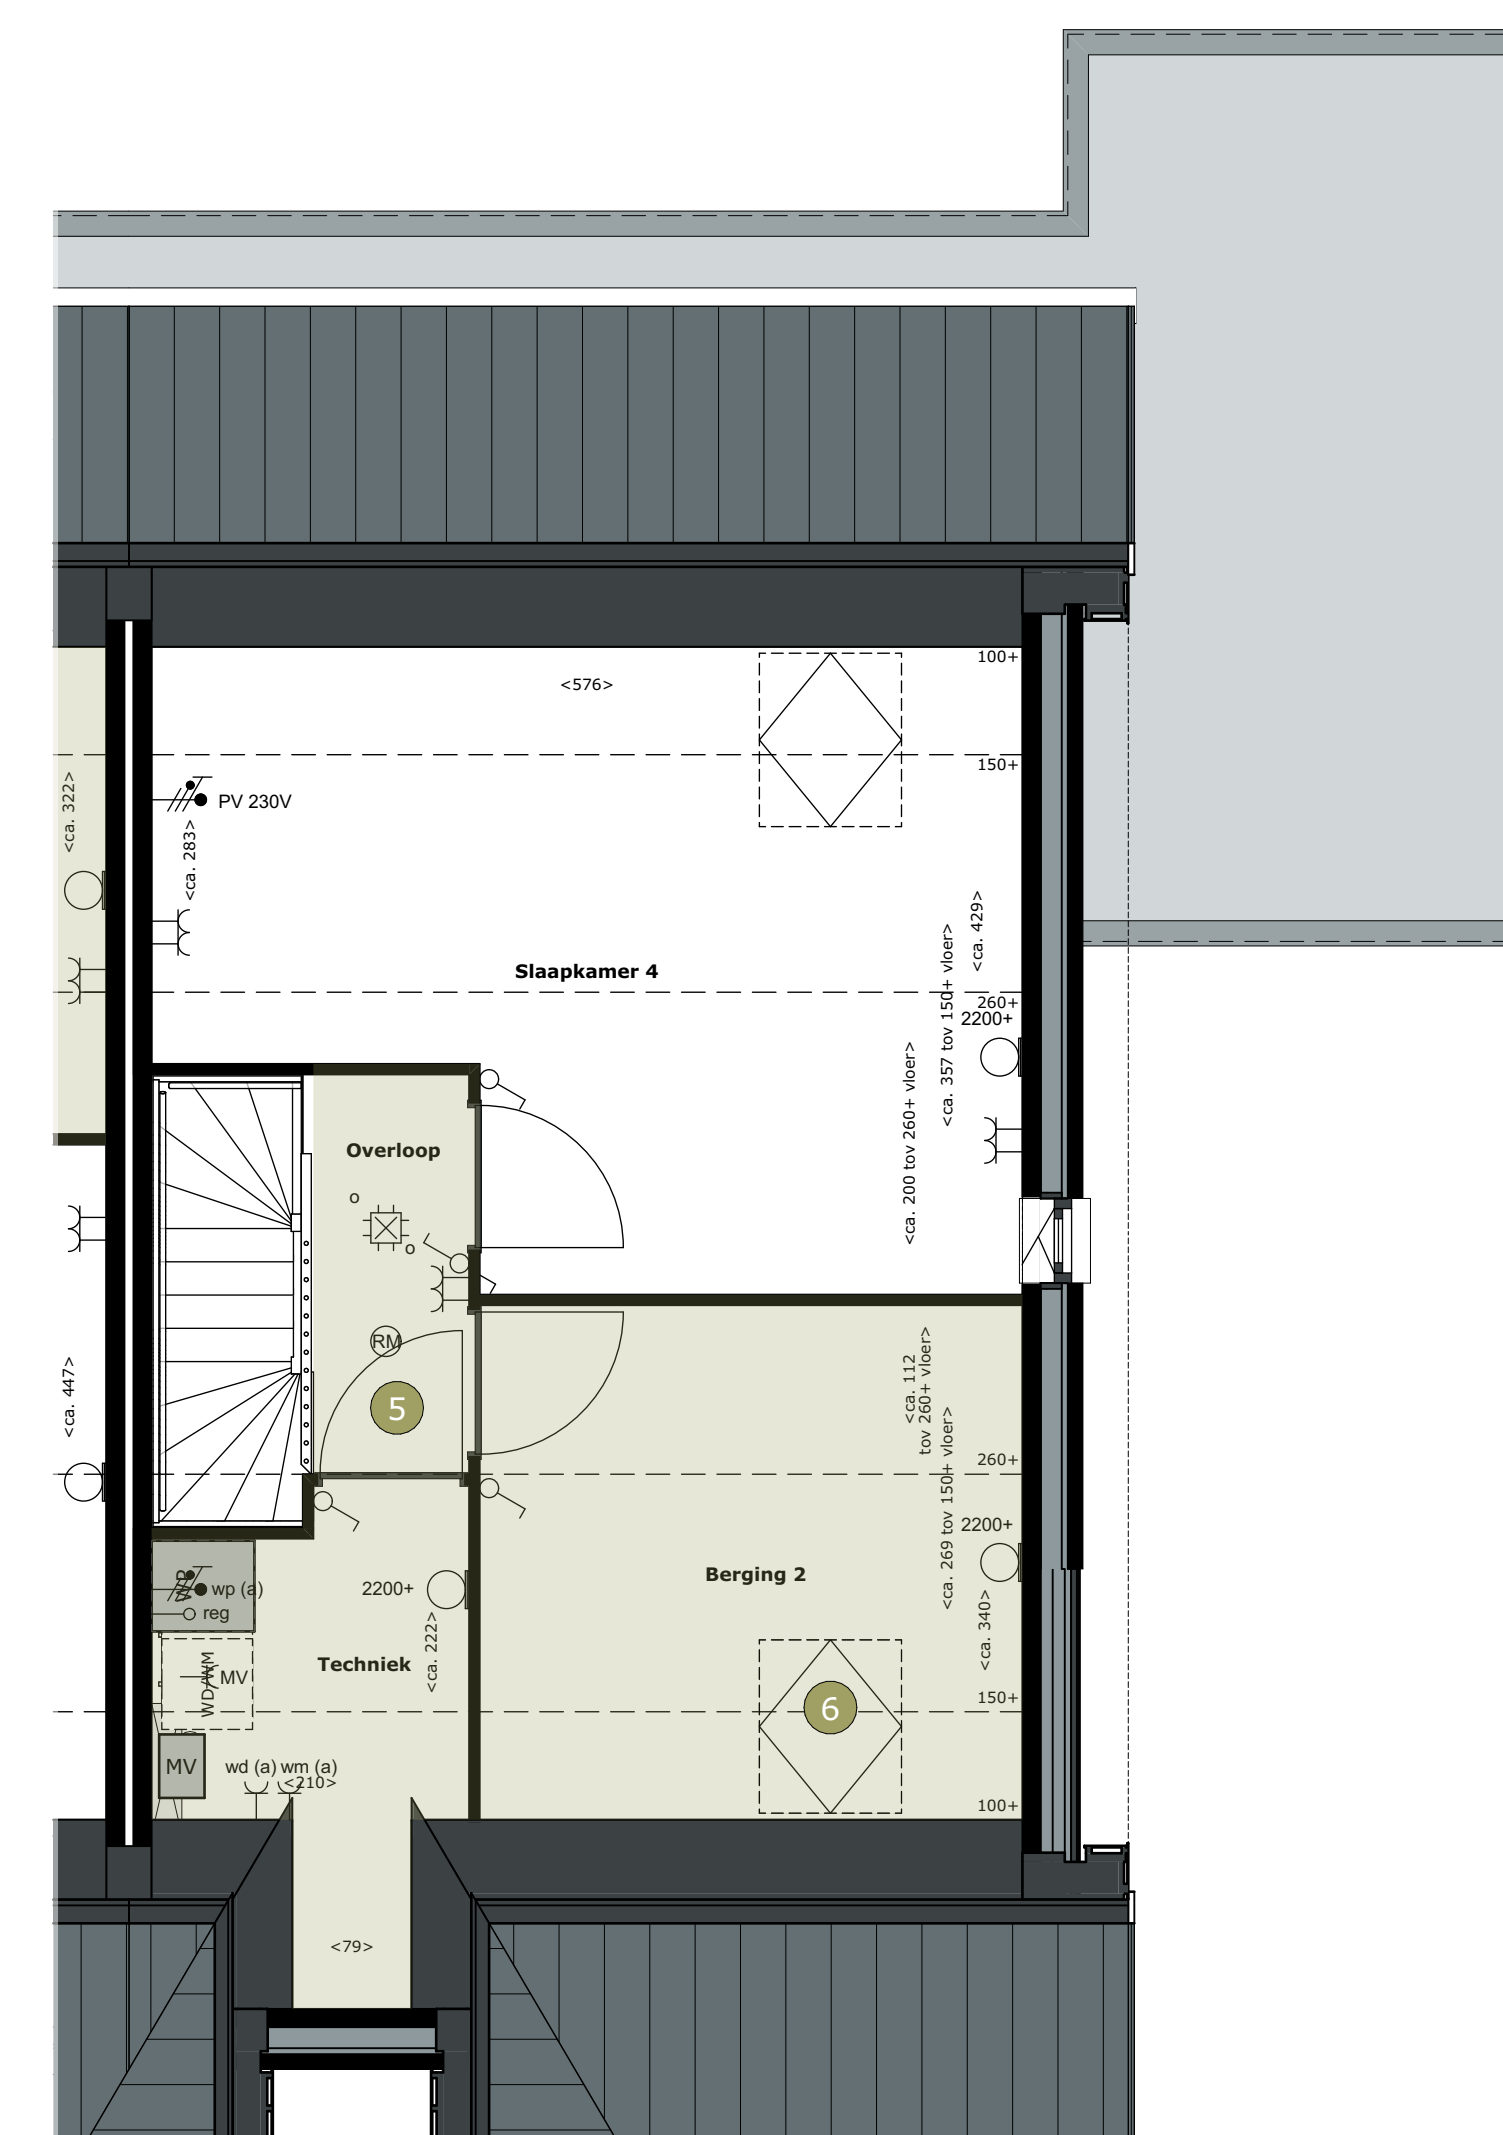 100+
<576>
150+
<ca. 322>
PV 230V
<ca. 283>
<ca. 429>
<ca. 357 tov 150+ vloer>
Slaapkamer 4
260+
2200+
<ca. 200 tov 260+ vloer>
Overloop
o
o
RM
<ca. 447>
5
<ca. 112
tov 260+ vloer>
<ca. 269 tov 150+ vloer>
260+
2200+
Berging 2
WP
wp (a)
2200+
reg
<ca. 222>
<ca. 340>
Techniek
WD/WM
MV
150+
6
MV
wd (a) wm (a)
<210>
100+
<79>